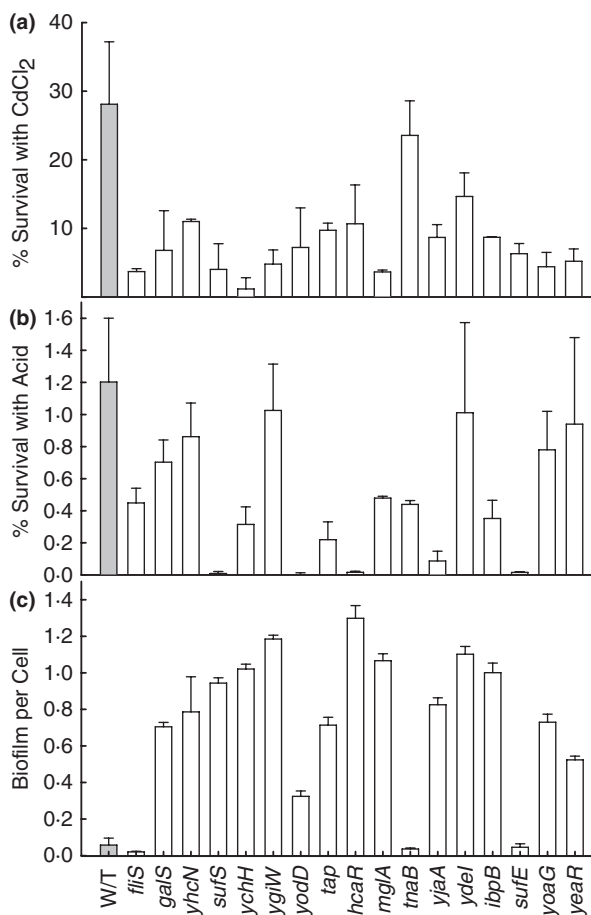 (a)
% Survival with CdCl2
40
30
20
10
(b)
% Survival with Acid
1·6
1·4
1·2
1·0
0·8
0·6
0·4
0·2
0·0
(c)
Biofilm per Cell
1·4
1·2
1·0
0·8
0·6
0·4
0·2
0·0
W/T
fliS
galS
yhcN
sufS
ychH
ygiW
yodD
tap
hcaR
mglA
tnaB
yjaA
ydeI
ibpB
sufE
yoaG
yeaR